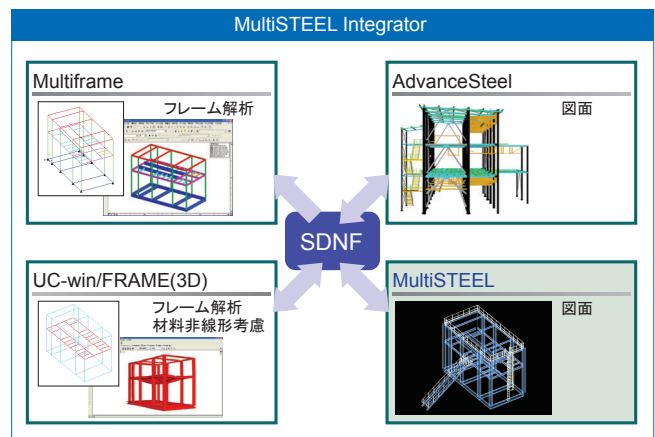 MultiSTEEL Integrator
Multiframe
フレーム解析
AdvanceSteel
図面
SDNF
UC-win/FRAME(3D)
フレーム解析
材料非線形考慮
MultiSTEEL
図面